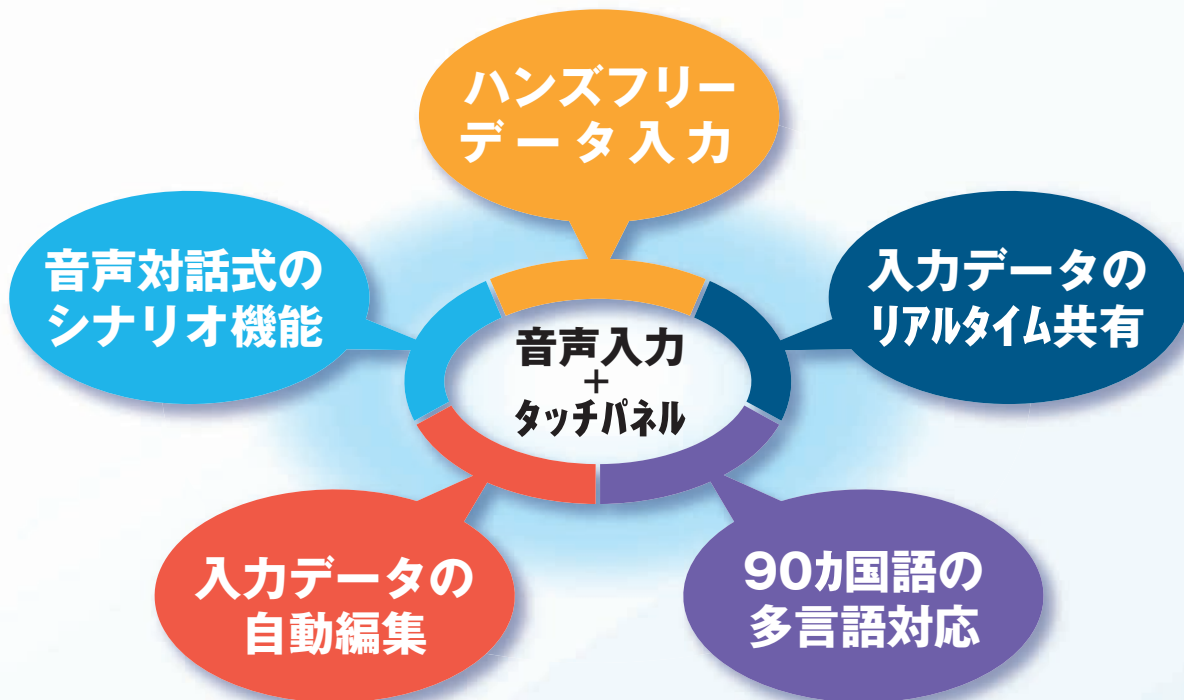 ハンズフリー
データ入力
音声対話式の
シナリオ機能
入力データの
リアルタイム共有
音声入力
+
タッチパネル
入力データの
自動編集
90カ国語の
多言語対応